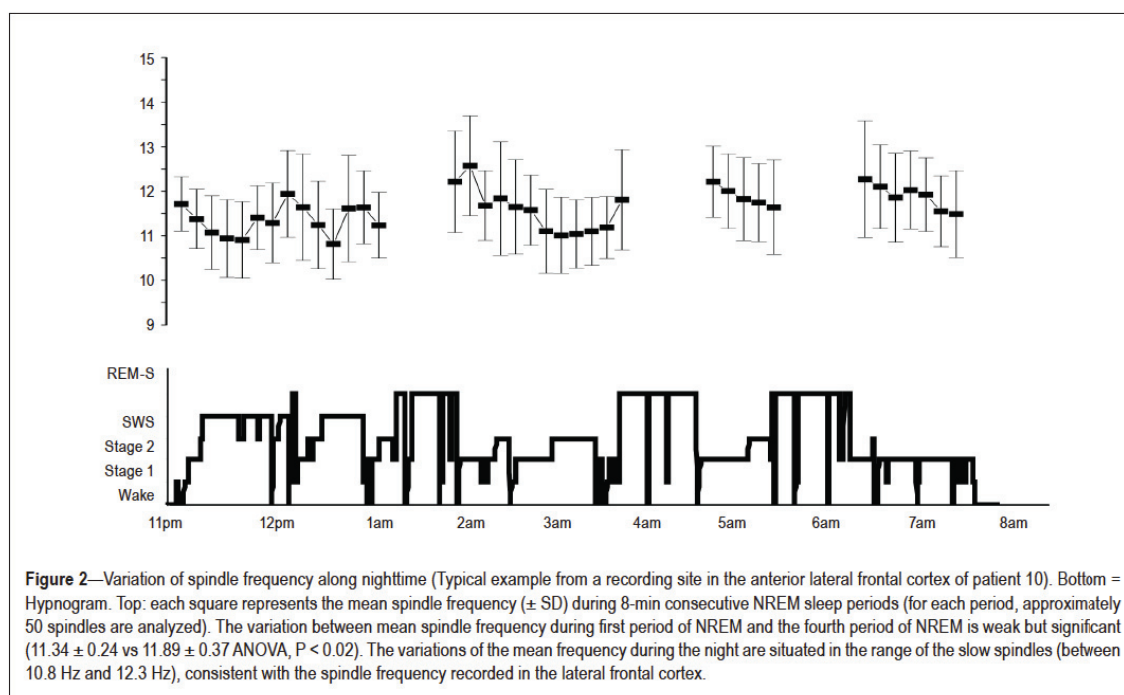 15
14
13
12
11
10
9
REM-S
SWS
Stage 2
Stage 1
Wake
11pm 12pm 1am 2am 3am 4am 5am 6am 7am 8am
Figure 2—Variation of spindle frequency along nighttime (Typical example from a recording site in the anterior lateral frontal cortex of patient 10). Bottom =
Hypnogram. Top: each square represents the mean spindle frequency (± SD) during 8-min consecutive NREM sleep periods (for each period, approximately
50 spindles are analyzed). The variation between mean spindle frequency during first period of NREM and the fourth period of NREM is weak but significant
(11.34 ± 0.24 vs 11.89 ± 0.37 ANOVA, P < 0.02). The variations of the mean frequency during the night are situated in the range of the slow spindles (between
10.8 Hz and 12.3 Hz), consistent with the spindle frequency recorded in the lateral frontal cortex.